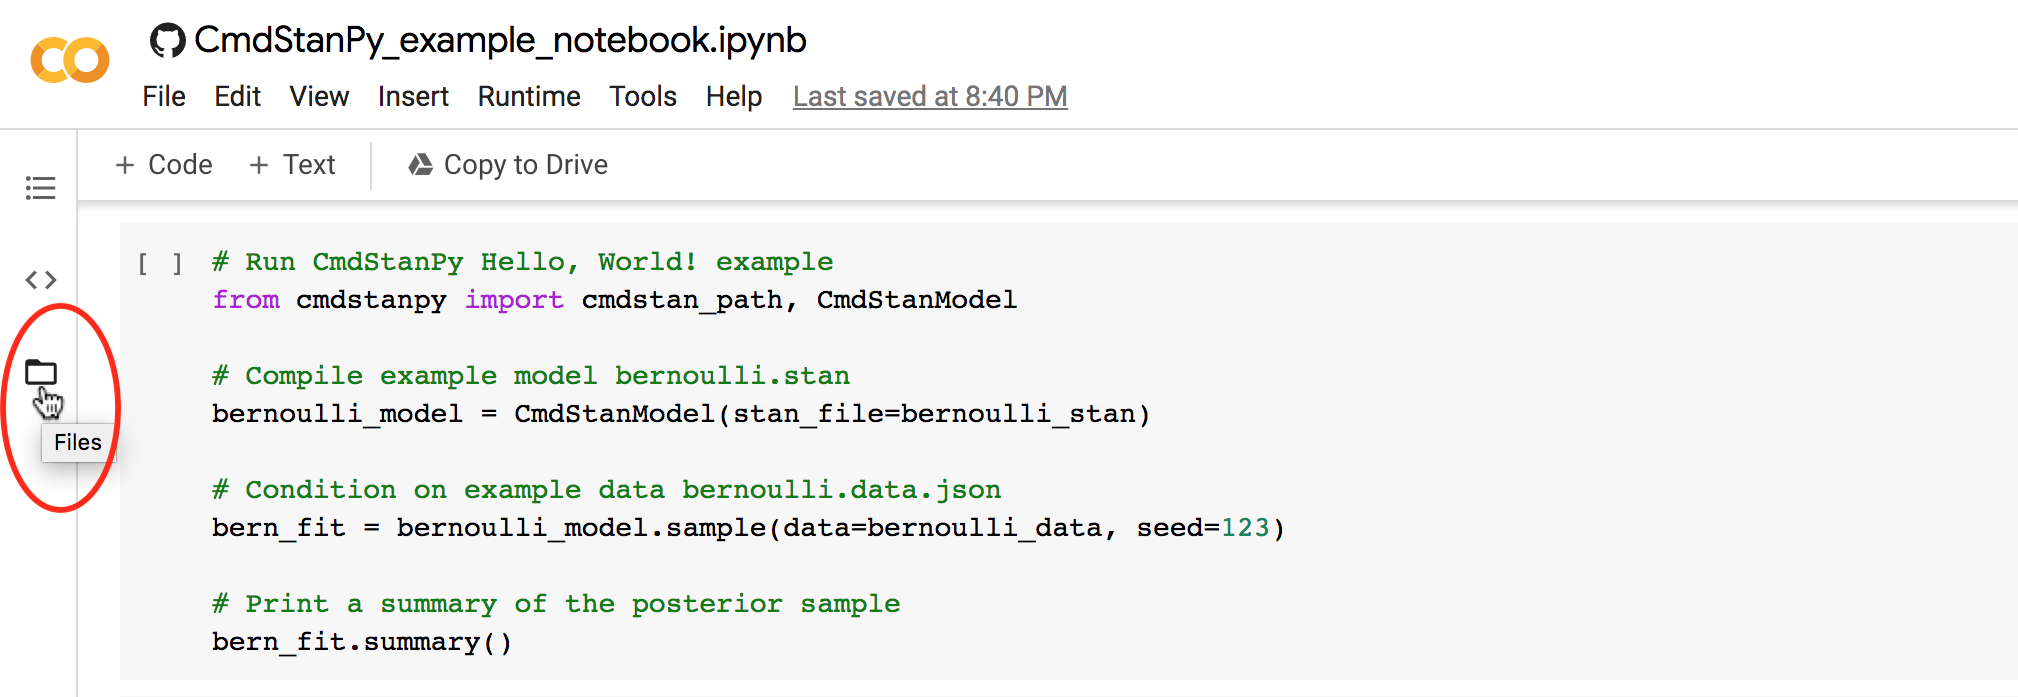 CmdStanPy_example_notebook.ipynb
File Edit View Insert Runtime Tools Help Last saved at 8:40 PM
+ Code + Text Copy to Drive
[ ] # Run CmdStanPy Hello, World! example
from cmdstanpy import cmdstan_path, CmdStanModel
# Compile example model bernoulli.stan
bernoulli_model = CmdStanModel(stan_file=bernoulli_stan)
Files
# Condition on example data bernoulli.data.json
bern_fit = bernoulli_model.sample(data=bernoulli_data, seed=123)
# Print a summary of the posterior sample
bern_fit.summary()